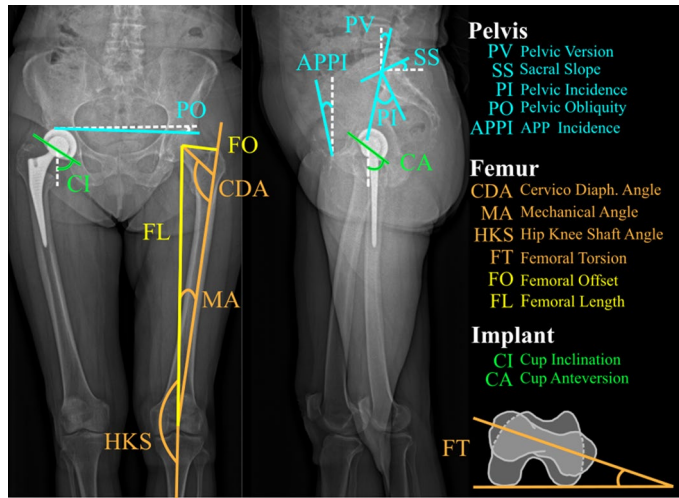 PO
CI
FO
CDA
FL
MA
HKS
PV
SS
APPI
PI
CA
Pelvis
PV Pelvic Version
SS Sacral Slope
PI Pelvic Incidence
PO Pelvic Obliquity
APPI APP Incidence
Femur
CDA Cervico Diaph. Angle
MA Mechanical Angle
HKS Hip Knee Shaft Angle
FT Femoral Torsion
FO Femoral Offset
FL Femoral Length
Implant
CI Cup Inclination
CA Cup Anteversion
FT